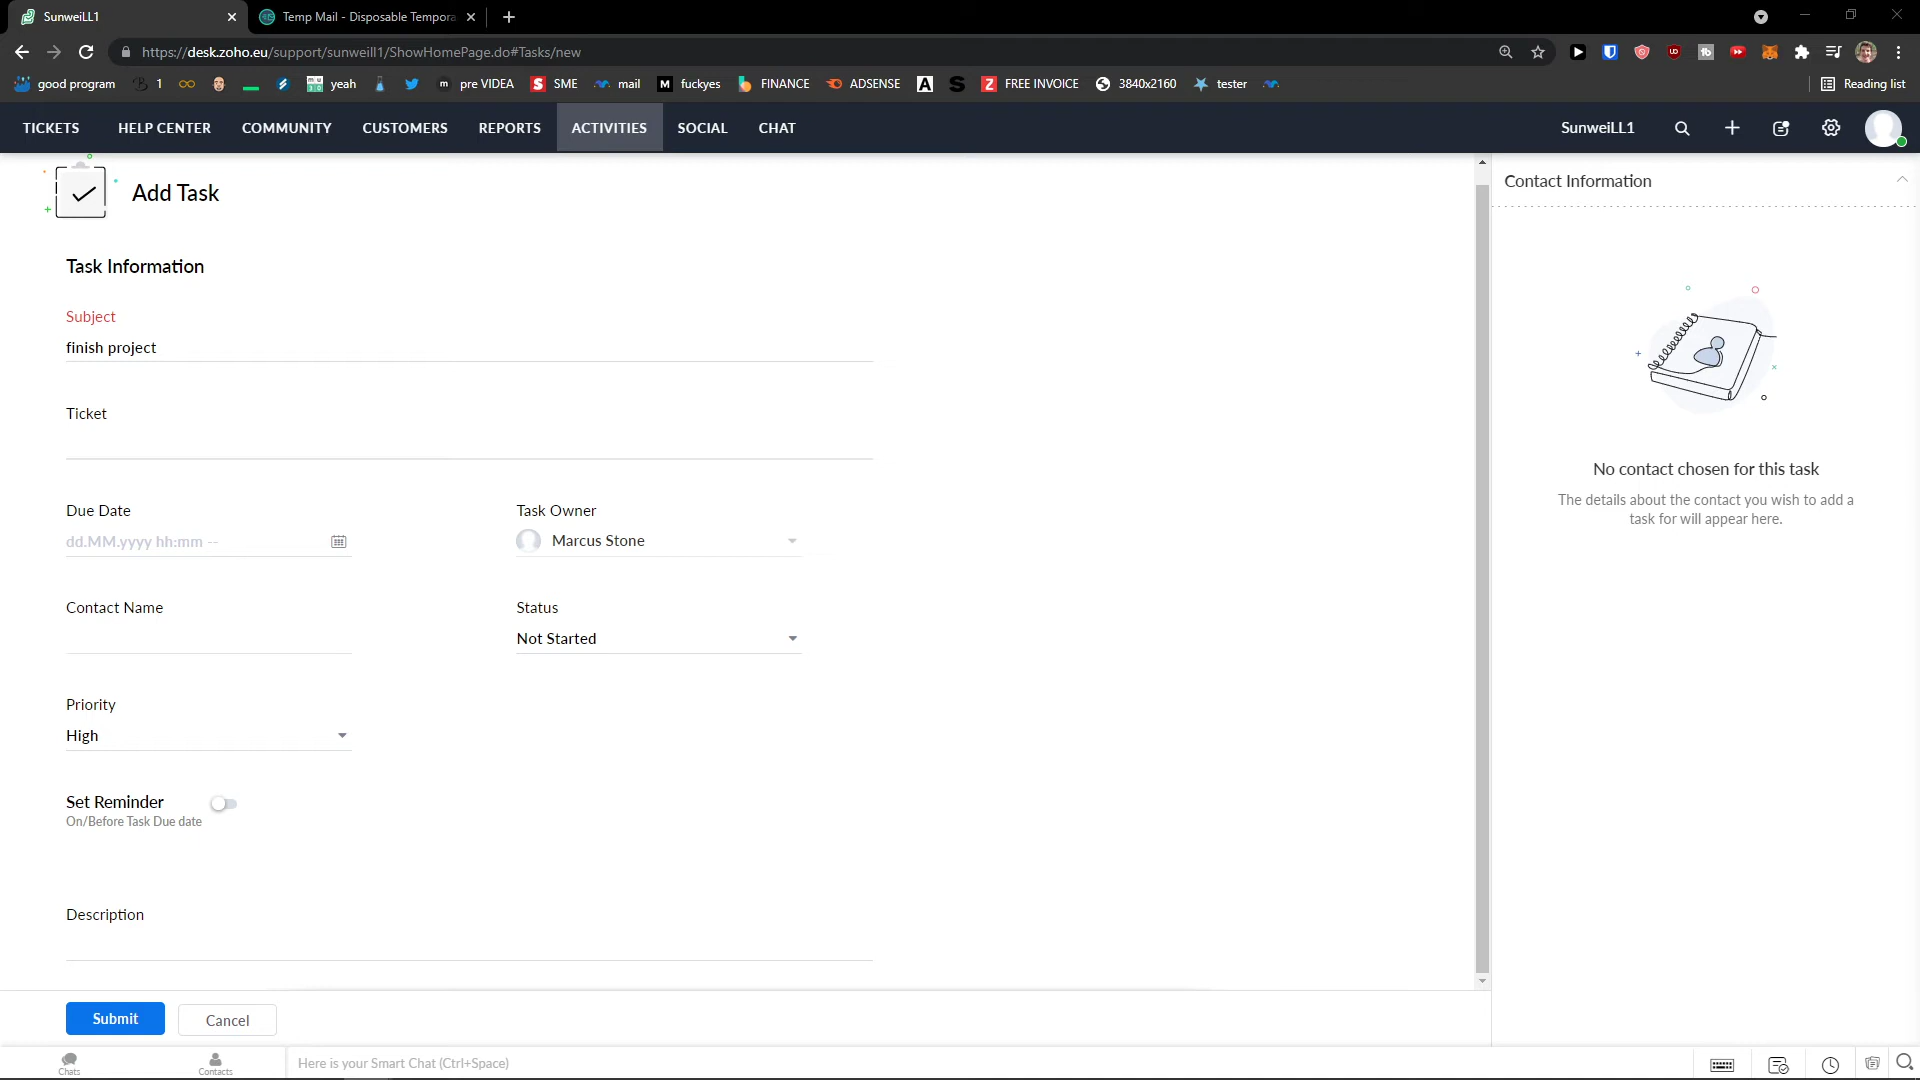 SunweiLL1
Temp Mail - Disposable Tempora
https://desk.zoho.eu/support/sunweill1/ShowHomePage.do#Tasks/new
good program
1
yeah
pre VIDEA
SME
mail
fuckyes
FINANCE
ADSENSE
FREE INVOICE
3840x2160
tester
Reading list
TICKETS
HELP CENTER
COMMUNITY
CUSTOMERS
REPORTS
ACTIVITIES
SOCIAL
CHAT
SunweiLL1
Add Task
Contact Information
Task Information
Subject
finish project
Ticket
No contact chosen for this task
The details about the contact you wish to add a
task for will appear here.
Due Date
Task Owner
dd.MM.yyyy hh:mm --
Marcus Stone
Contact Name
Status
Not Started
Priority
High
Set Reminder
On/Before Task Due date
Description
Submit
Cancel
Chats
Contacts
Here is your Smart Chat (Ctrl+Space)